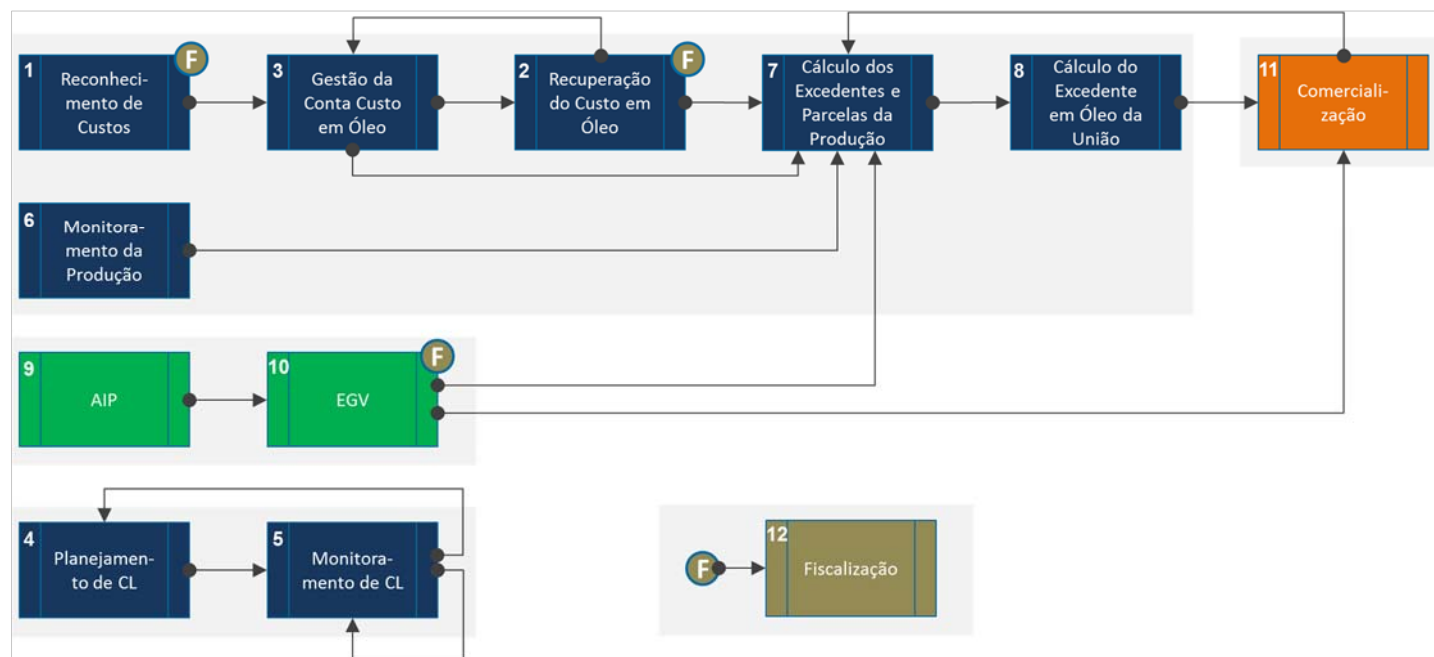 1
Reconheci-
mento de
Custos
F
3
Gestão da
Conta Custo
em Óleo
2
Recuperação
do Custo em
Óleo
F
7
Cálculo dos
Excedentes e
Parcelas da
Produção
8
Cálculo do
Excedente
em Óleo da
União
11
Comerciali-
zação
6
Monitora-
mento da
Produção
9
AIP
10
EGV
F
4
Planejamen-
to de CL
5
Monitora-
mento de CL
F
12
Fiscalização